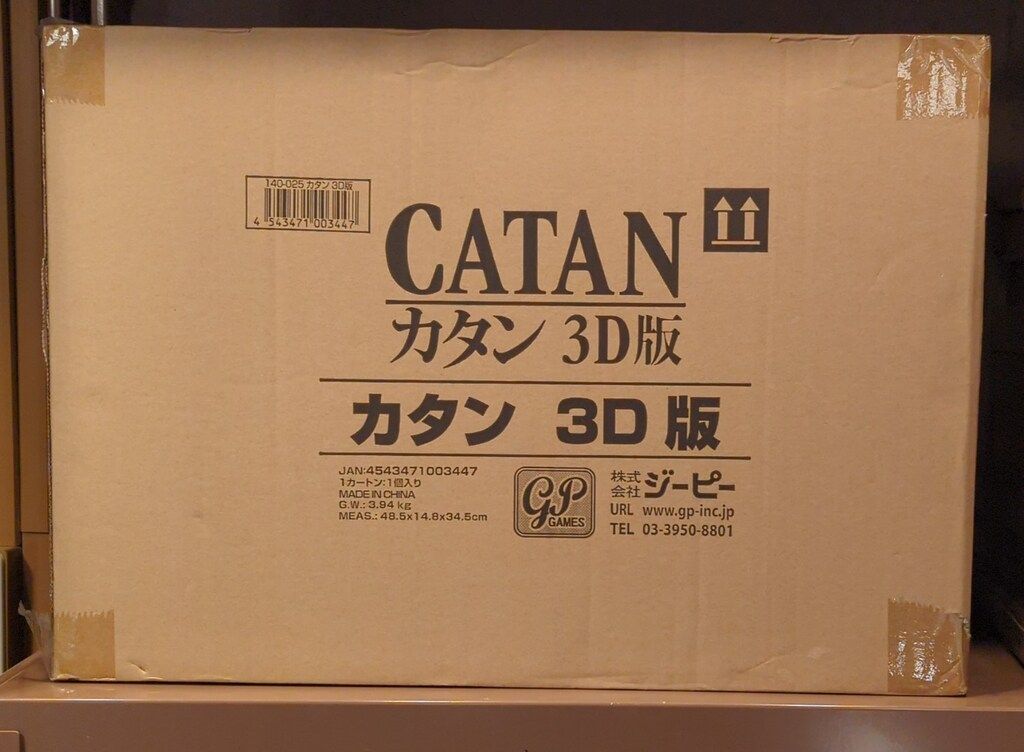 140-025 カタン 3D版
4 543471 003447
CATAN
カタン 3D版
カタン 3D 版
JAN:4543471003447
1カートン:1個入り
MADE IN CHINA
G.W.: 3.94 kg
MEAS.: 48.5x14.8x34.5cm
GP
GAMES
株式会社 ジーピー
URL www.gp-inc.jp
TEL 03-3950-8801